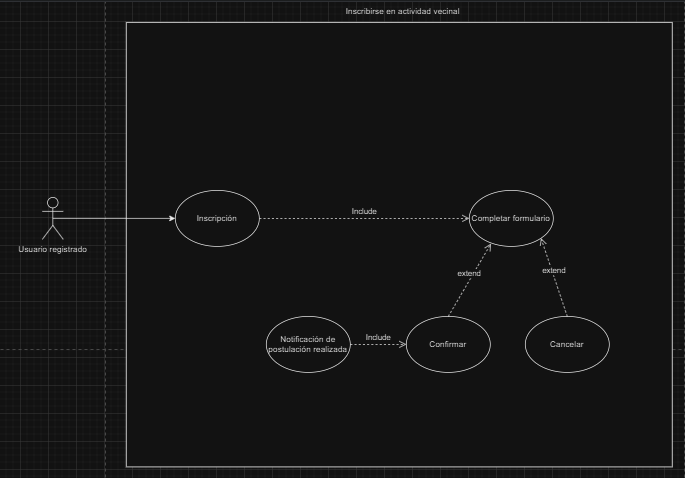 Inscribirse en actividad vecinal
Inscripción
Include
Completar formulario
Usuario registrado
extend
extend
Notificación de
postulación realizada
Include
Confirmar
Cancelar